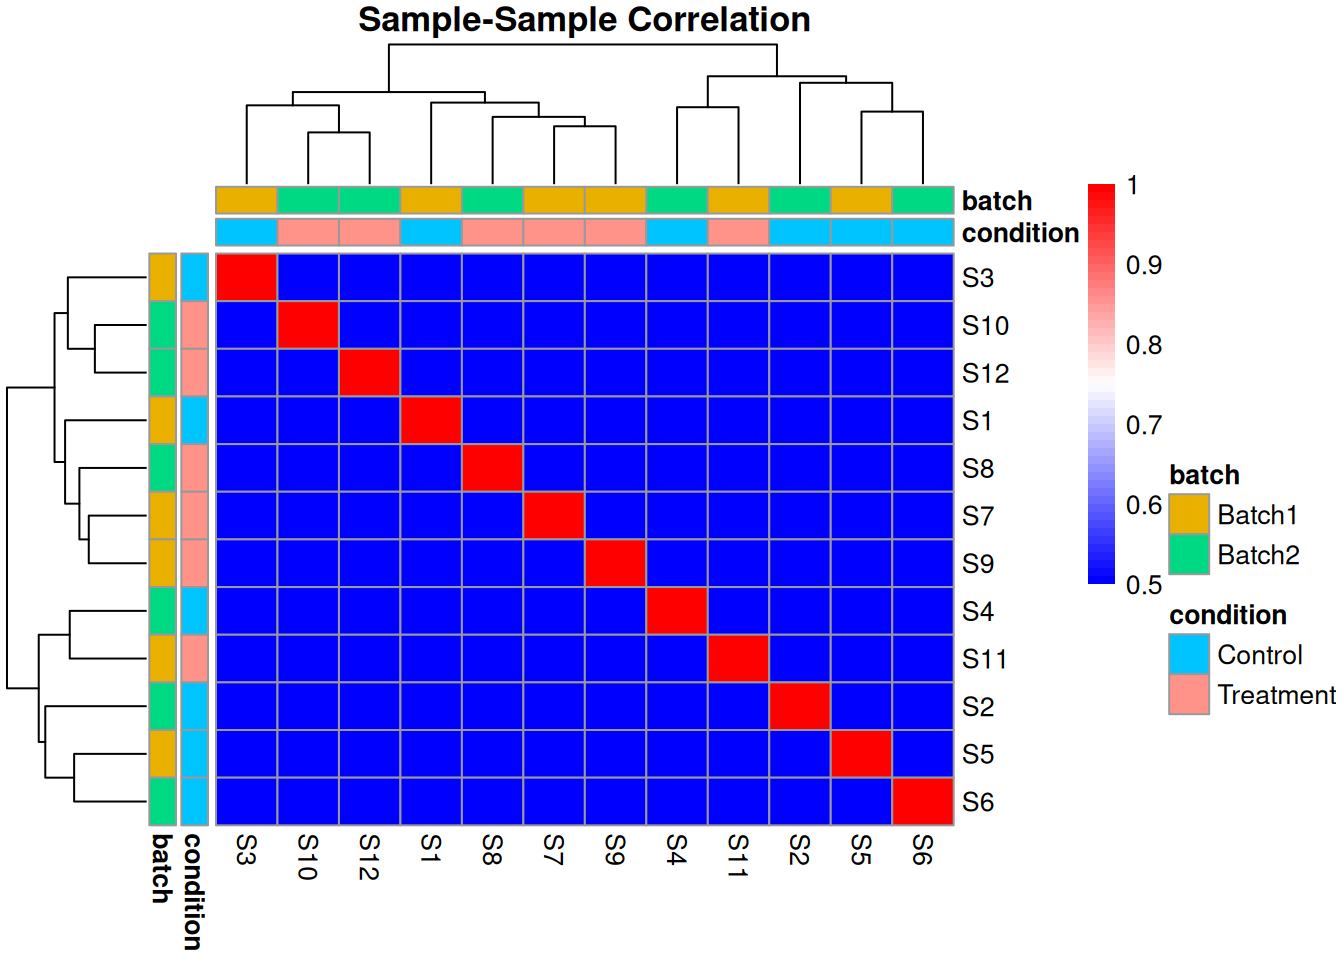 Sample-Sample Correlation
batch
condition
1
0.9
0.8
0.7
0.6
0.5
S3
S10
S12
S1
S8
S7
S9
S4
S11
S2
S5
S6
batch
Batch1
Batch2
condition
Control
Treatment
batch
condition
S3
S10
S12
S1
S8
S7
S9
S4
S11
S2
S5
S6